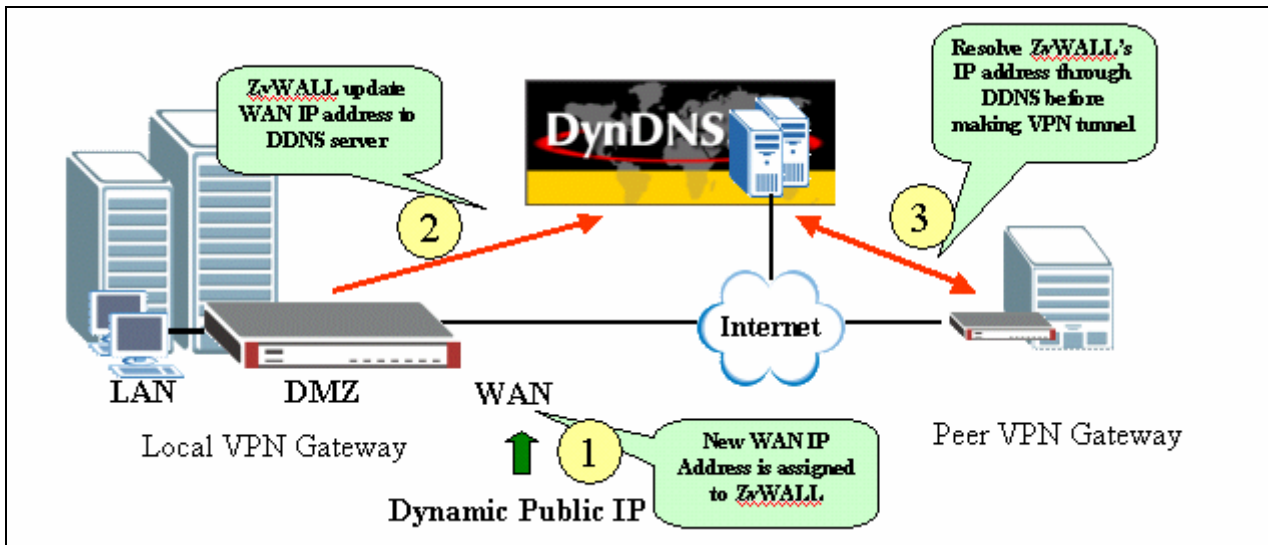 ZyWALL update
WAN IP address to
DDNS server
DynDNS
Resolve ZyWALL's
IP address through
DDNS before
making VPN tunnel
2
3
Internet
LAN
DMZ
WAN
Local VPN Gateway
1
New WAN IP
Address is assigned
to ZyWALL
Peer VPN Gateway
Dynamic Public IP